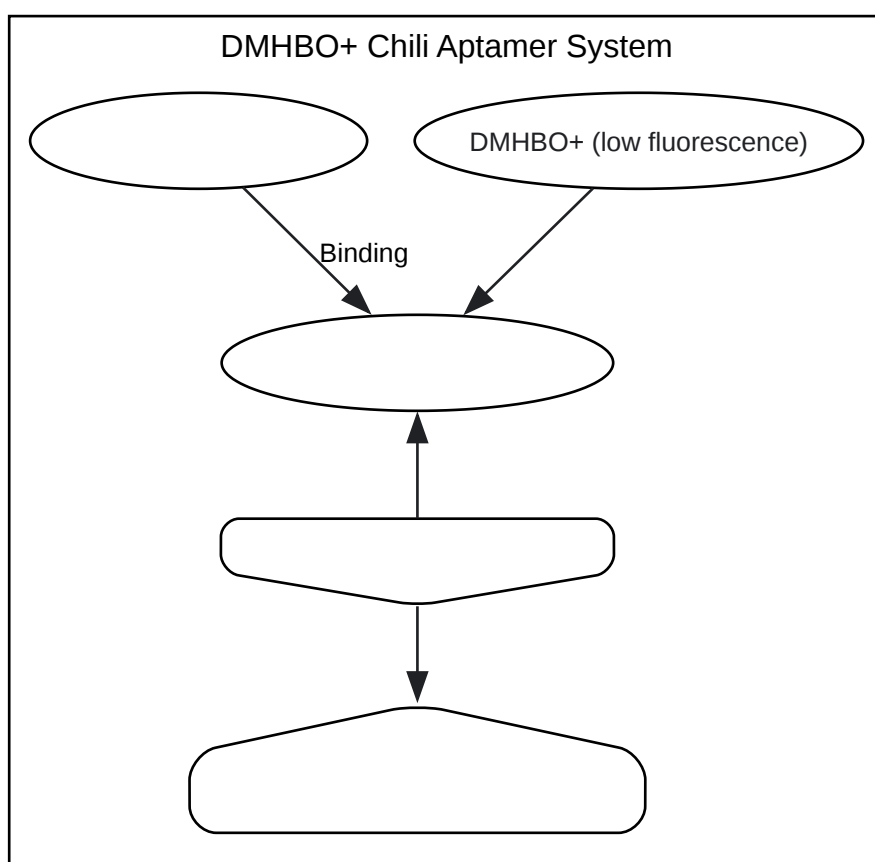 DMHBO+ Chili Aptamer System
DMHBO+ (low fluorescence)
Binding